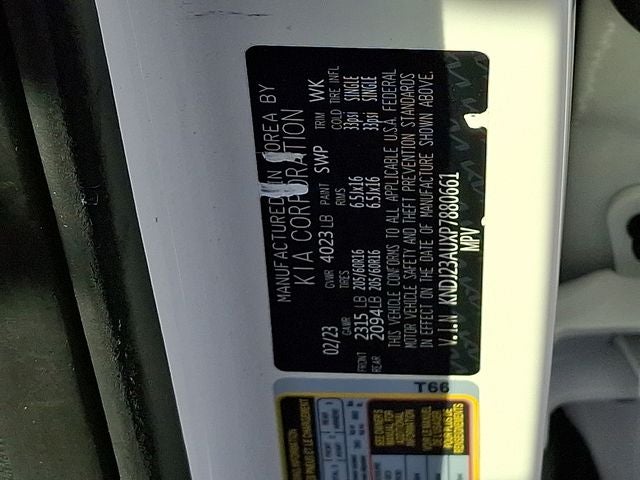 MANUFACTURED IN KOREA BY
KIA CORPORATION
02/23 GVWR 4023 LB PAINT SWP TRIM WK
GAWR TIRES RMS COLD TIRE INFL
FRONT 2315 LB 205/60R16 6.5Jx16 33psi SINGLE
REAR 2094 LB 205/60R16 6.5Jx16 33psi SINGLE
THIS VEHICLE CONFORMS TO ALL APPLICABLE U.S.A. FEDERAL
MOTOR VEHICLE SAFETY AND THEFT PREVENTION STANDARDS
IN EFFECT ON THE DATE OF MANUFACTURE SHOWN ABOVE.
V.I.N KNDJ23AUXP7880661
MPV
T66